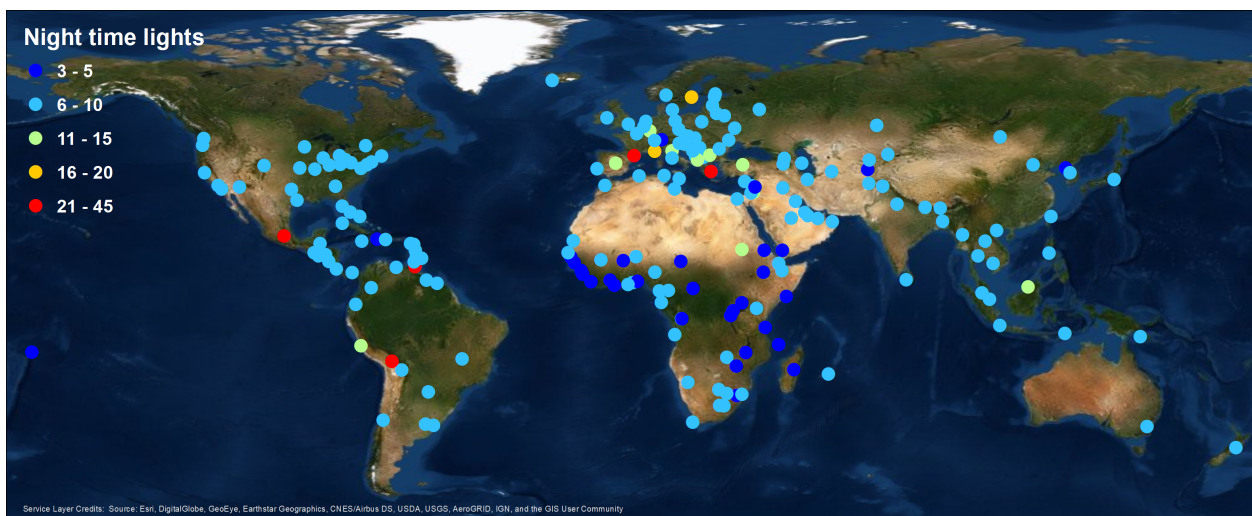 Night time lights
3 - 5
6 - 10
11 - 15
16 - 20
21 - 45
Service Layer Credits: Source: Esri, DigitalGlobe, GeoEye, Earthstar Geographics, CNES/Airbus DS, USDA, USGS, AeroGRID, IGN, and the GIS User Community